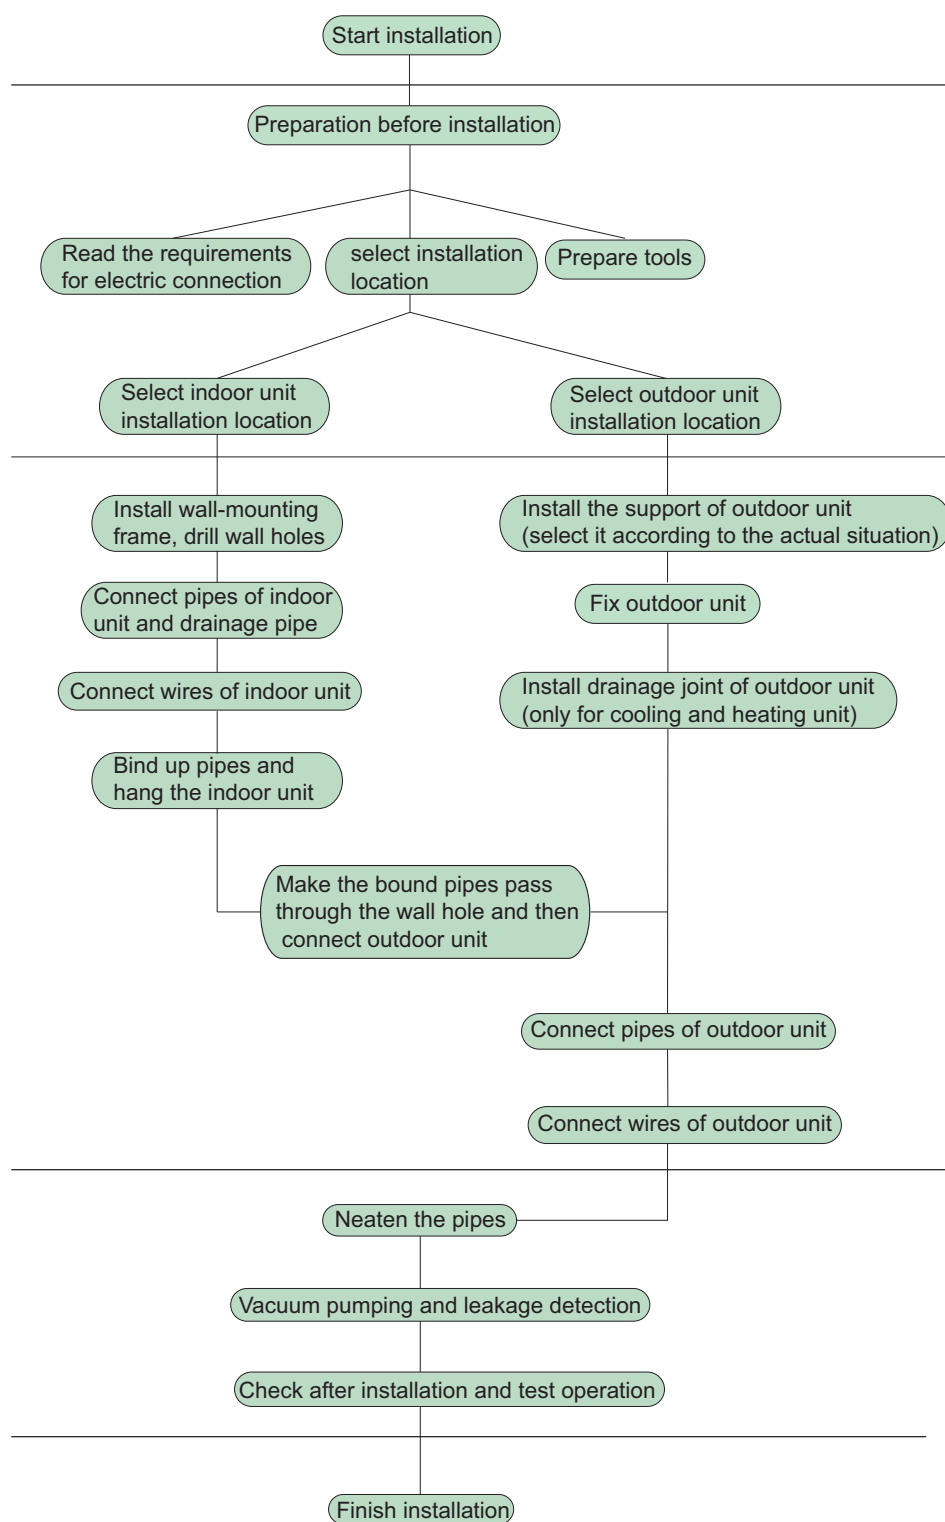 Start installation
Preparation before installation
Read the requirements
for electric connection
select installation
location
Prepare tools
Select indoor unit
installation location
Select outdoor unit
installation location
Install wall-mounting
frame, drill wall holes
Install the support of outdoor unit
(select it according to the actual situation)
Connect pipes of indoor
unit and drainage pipe
Fix outdoor unit
Connect wires of indoor unit
Install drainage joint of outdoor unit
(only for cooling and heating unit)
Bind up pipes and
hang the indoor unit
Make the bound pipes pass
through the wall hole and then
connect outdoor unit
Connect pipes of outdoor unit
Connect wires of outdoor unit
Neaten the pipes
Vacuum pumping and leakage detection
Check after installation and test operation
Finish installation